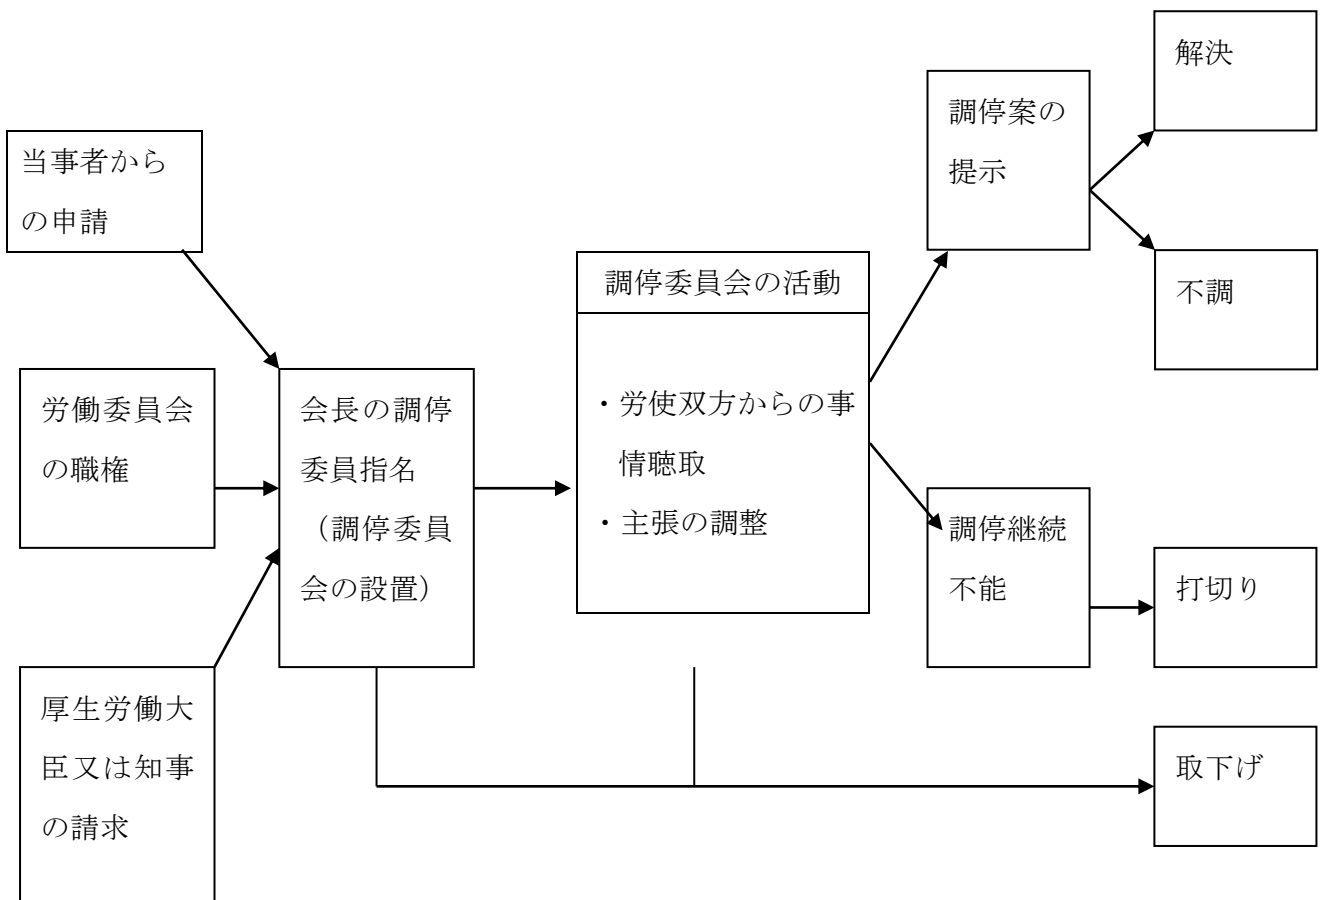 当事者から
の申請
労働委員会
の職権
厚生労働大
臣又は知事
の請求
会長の調停
委員指名
（調停委員
会の設置）
調停委員会の活動
・労使双方からの事
情聴取
・主張の調整
調停案の
提示
解決
不調
調停継続
不能
打切り
取下げ